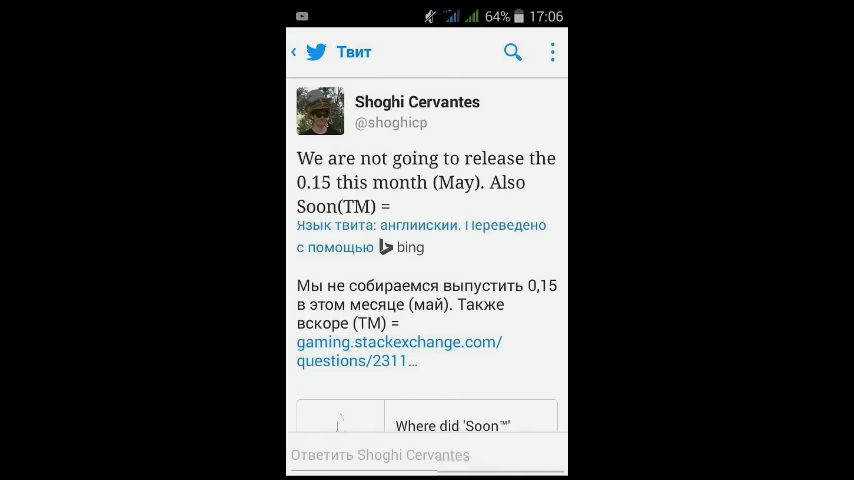 64% 17:06
Твит
Shoghi Cervantes
@shoghicp
We are not going to release the
0.15 this month (May). Also
Soon(TM) =
Язык твита: английский. Переведено
с помощью bing
Мы не собираемся выпустить 0,15
в этом месяце (май). Также
вскоре (TM) =
gaming.stackexchange.com/
questions/2311…
Where did 'Soon™'
Ответить Shoghi Cervantes